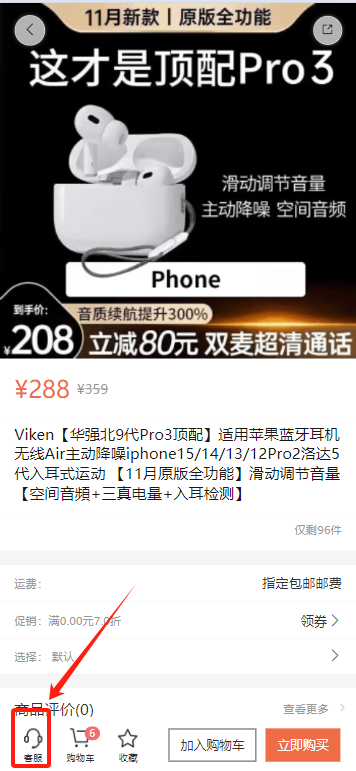 11月新款 | 原版全功能
这才是顶配Pro3
滑动调节音量
主动降噪 空间音频
Phone
到手价:
¥208
音质续航提升300%
立减80元 双麦超清通话
¥288 ¥359
Viken【华强北9代Pro3顶配】适用苹果蓝牙耳机
无线Air主动降噪iphone15/14/13/12Pro2洛达5
代入耳式运动 【11月原版全功能】滑动调节音量
【空间音頻+三真电量+入耳检测】
仅剩96件
运费: 指定包邮邮费
促销: 满0.00元7.0折 领券
选择: 默认
商品评价(0) 查看更多
客服 购物车 6 收藏 加入购物车 立即购买